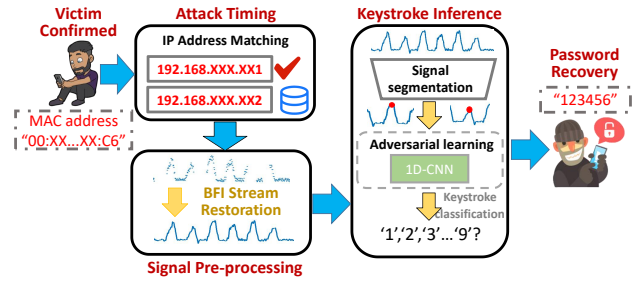 Victim
Confirmed
MAC address
“00:XX...XX:C6”
Attack Timing
IP Address Matching
192.168.XXX.XX1
192.168.XXX.XX2
BFI Stream
Restoration
Signal Pre-processing
Keystroke Inference
Signal
segmentation
Adversarial learning
1D-CNN
Keystroke
classification
‘1’,‘2’,‘3’...‘9’?
Password
Recovery
“123456”